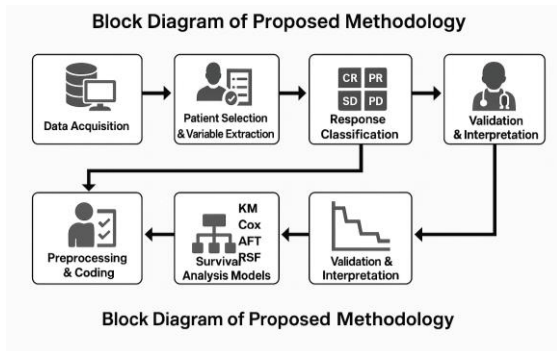 Block Diagram of Proposed Methodology
Data Acquisition
Patient Selection
& Variable Extraction
CR PR
SD PD
Response
Classification
Validation
& Interpretation
Preprocessing
& Coding
KM
Cox
AFT
RSF
Survival
Analysis Models
Validation &
Interpretation
Block Diagram of Proposed Methodology